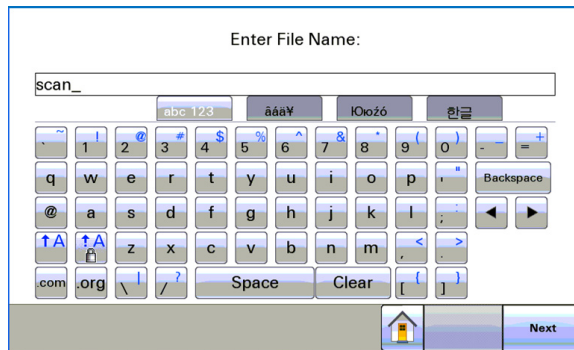 Enter File Name:
scan_
abc 123 âáä¥ Ююźó 한글
` ~ 1 ! 2 @ 3 # 4 $ 5 % 6 ^ 7 & 8 * 9 ( 0 ) - _ = +
q w e r t y u i o p ' " Backspace
@ a s d f g h j k l ; : ◀ ▶
↑A ↑A z x c v b n m , < . >
.com .org \ | / ? Space Clear [ { ] }
Next